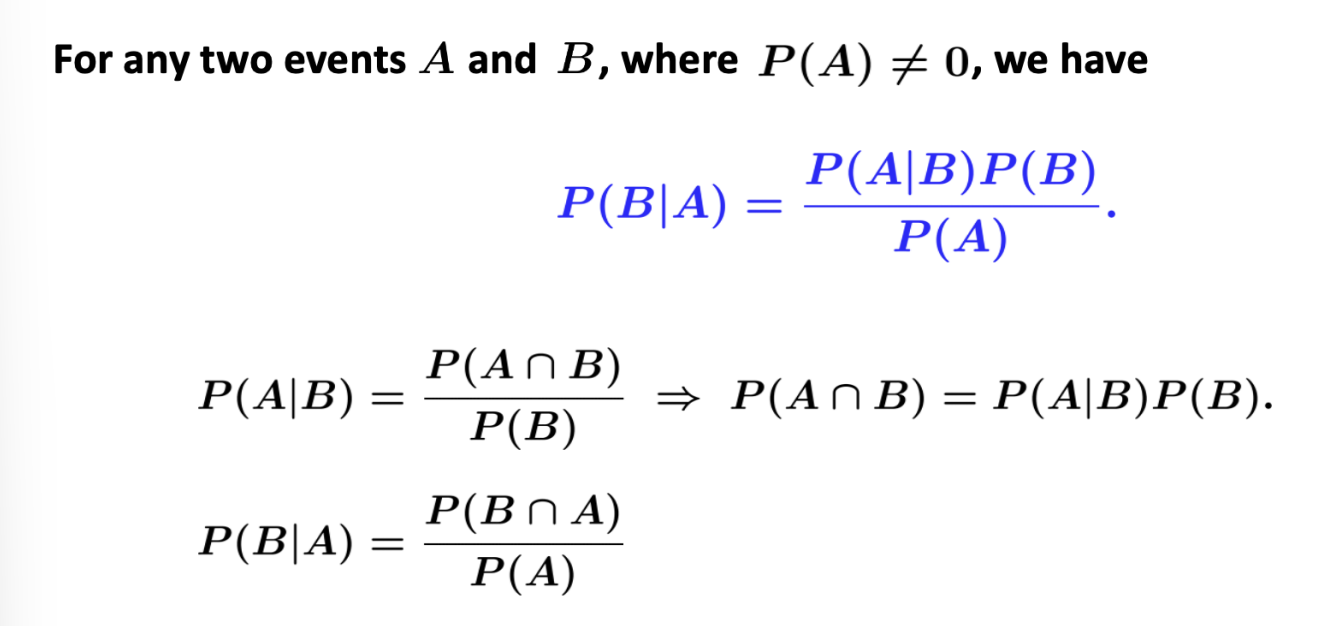 For any two events A and B, where P(A) ≠ 0, we have
P(B|A) = P(A|B)P(B) / P(A).
P(A|B) = P(A ∩ B) / P(B) ⇒ P(A ∩ B) = P(A|B)P(B).
P(B|A) = P(B ∩ A) / P(A)